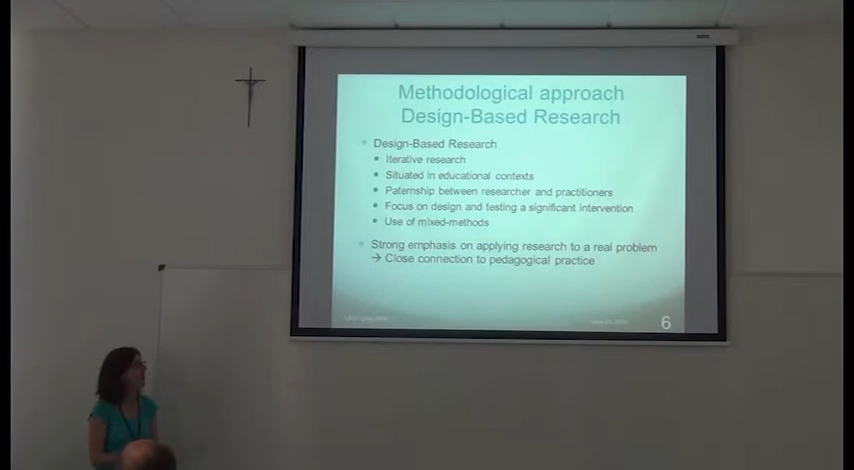 Methodological approach
Design-Based Research
Design-Based Research
Iterative research
Situated in educational contexts
Paternship between researcher and practitioners
Focus on design and testing a significant intervention
Use of mixed-methods
Strong emphasis on applying research to a real problem
→ Close connection to pedagogical practice
6